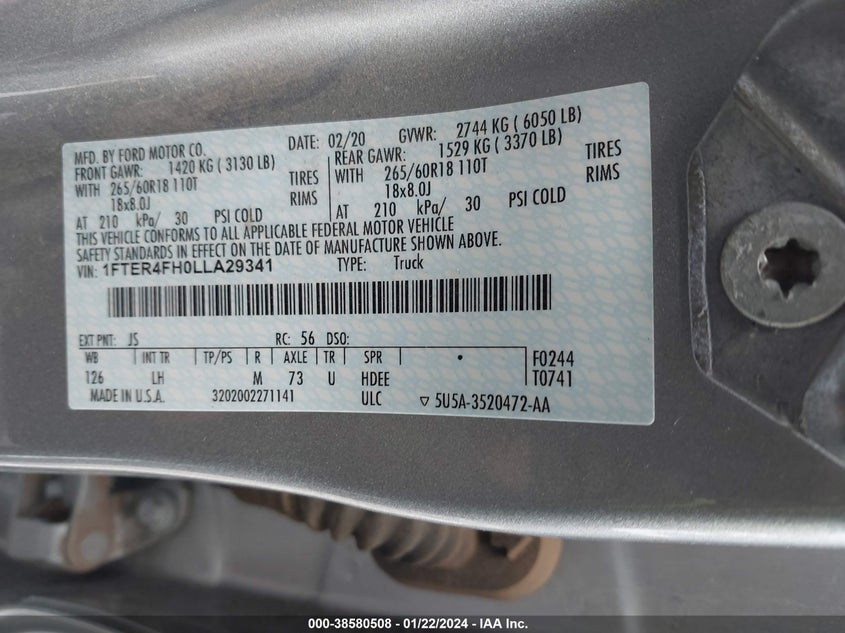 MFD. BY FORD MOTOR CO.
DATE: 02/20 GVWR: 2744 KG ( 6050 LB)
FRONT GAWR: 1420 KG ( 3130 LB)
REAR GAWR: 1529 KG ( 3370 LB)
WITH 265/60R18 110T TIRES
WITH 265/60R18 110T TIRES
18x8.0J RIMS
18x8.0J RIMS
AT 210 kPa/ 30 PSI COLD
AT 210 kPa/ 30 PSI COLD
THIS VEHICLE CONFORMS TO ALL APPLICABLE FEDERAL MOTOR VEHICLE
SAFETY STANDARDS IN EFFECT ON THE DATE OF MANUFACTURE SHOWN ABOVE.
VIN: 1FTER4FH0LLA29341 TYPE: Truck
EXT PNT: JS RC: 56 DSO:
WB INT TR TP/PS R AXLE TR SPR F0244
126 LH M 73 U HDEE T0741
MADE IN U.S.A. 3202002271141 ULC ▽ 5U5A-3520472-AA
000-38580508 - 01/22/2024 - IAA Inc.